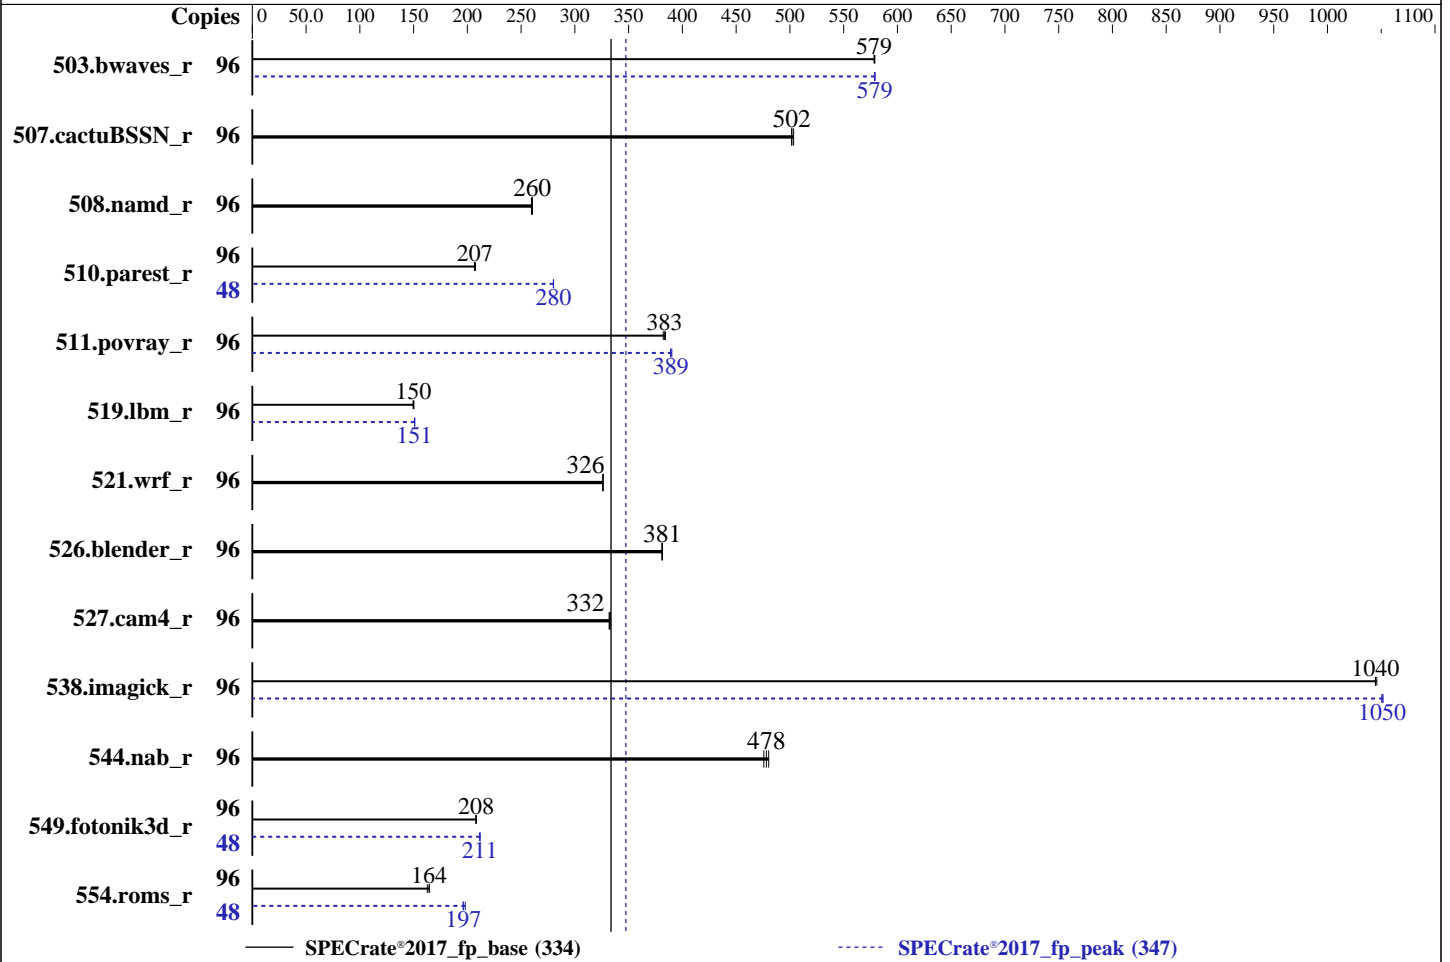 Copies 0 50.0 100 150 200 250 300 350 400 450 500 550 600 650 700 750 800 850 900 950 1000 1100
503.bwaves_r 96 579
579
507.cactuBSSN_r 96 502
508.namd_r 96 260
510.parest_r 96 207
48 280
511.povray_r 96 383
389
519.lbm_r 96 150
151
521.wrf_r 96 326
526.blender_r 96 381
527.cam4_r 96 332
538.imagick_r 96 1040
1050
544.nab_r 96 478
549.fotonik3d_r 96 208
48 211
554.roms_r 96 164
48 197
SPECrate®2017_fp_base (334) SPECrate®2017_fp_peak (347)